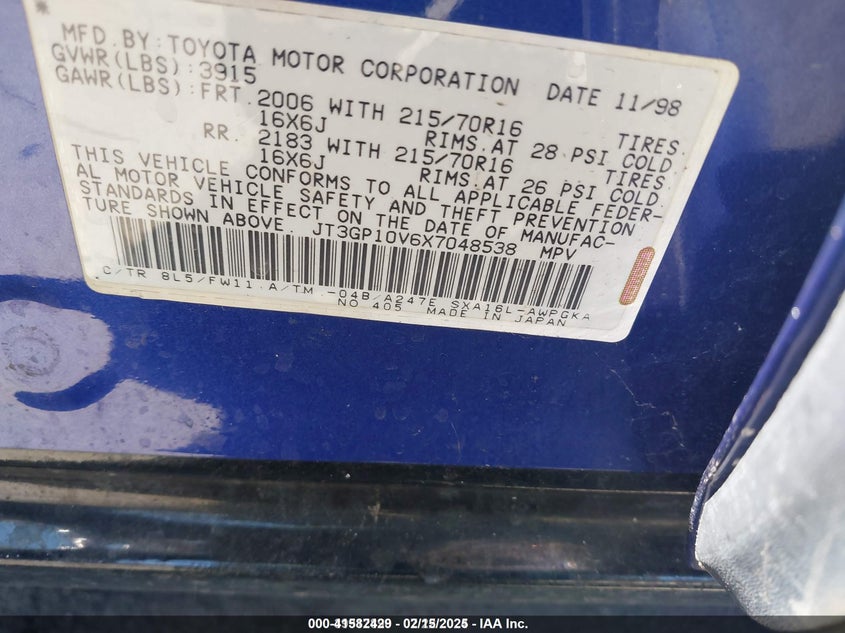 MFD. BY: TOYOTA MOTOR CORPORATION DATE 11/98
GVWR(LBS): 3915
GAWR(LBS): FRT. 2006 WITH 215/70R16 TIRES.
16X6J RIMS.AT 28 PSI COLD
RR. 2183 WITH 215/70R16 TIRES.
16X6J RIMS.AT 26 PSI COLD.
THIS VEHICLE CONFORMS TO ALL APPLICABLE FEDER-
AL MOTOR VEHICLE SAFETY AND THEFT PREVENTION
STANDARDS IN EFFECT ON THE DATE OF MANUFAC-
TURE SHOWN ABOVE. JT3GP10V6X7048538 MPV
C/TR 8L5/FW11 A/TM -04B/A247E SXA16L-AWPGKA
NO 405 MADE IN JAPAN
02/15/2025 - IAA Inc.